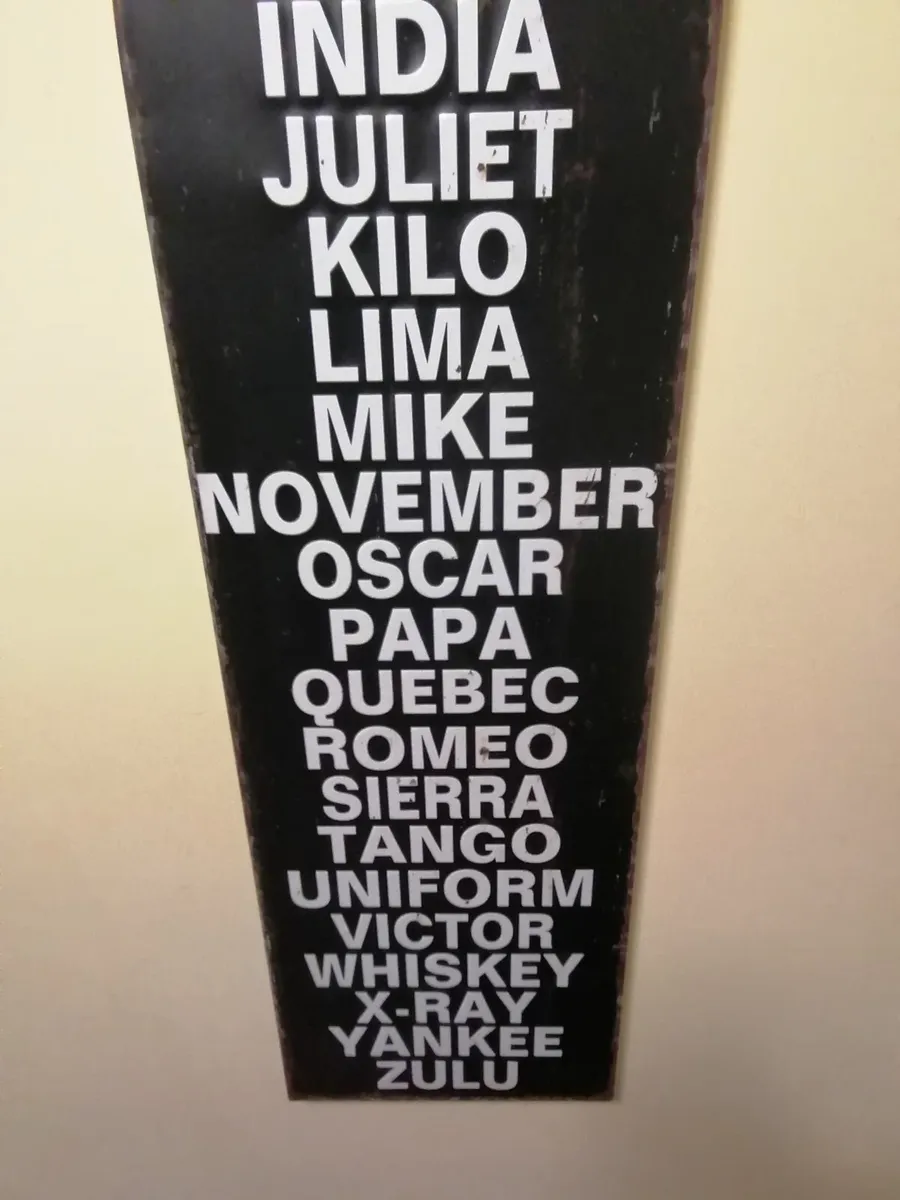 INDIA
JULIET
KILO
LIMA
MIKE
NOVEMBER
OSCAR
PAPA
QUEBEC
ROMEO
SIERRA
TANGO
UNIFORM
VICTOR
WHISKEY
X-RAY
YANKEE
ZULU